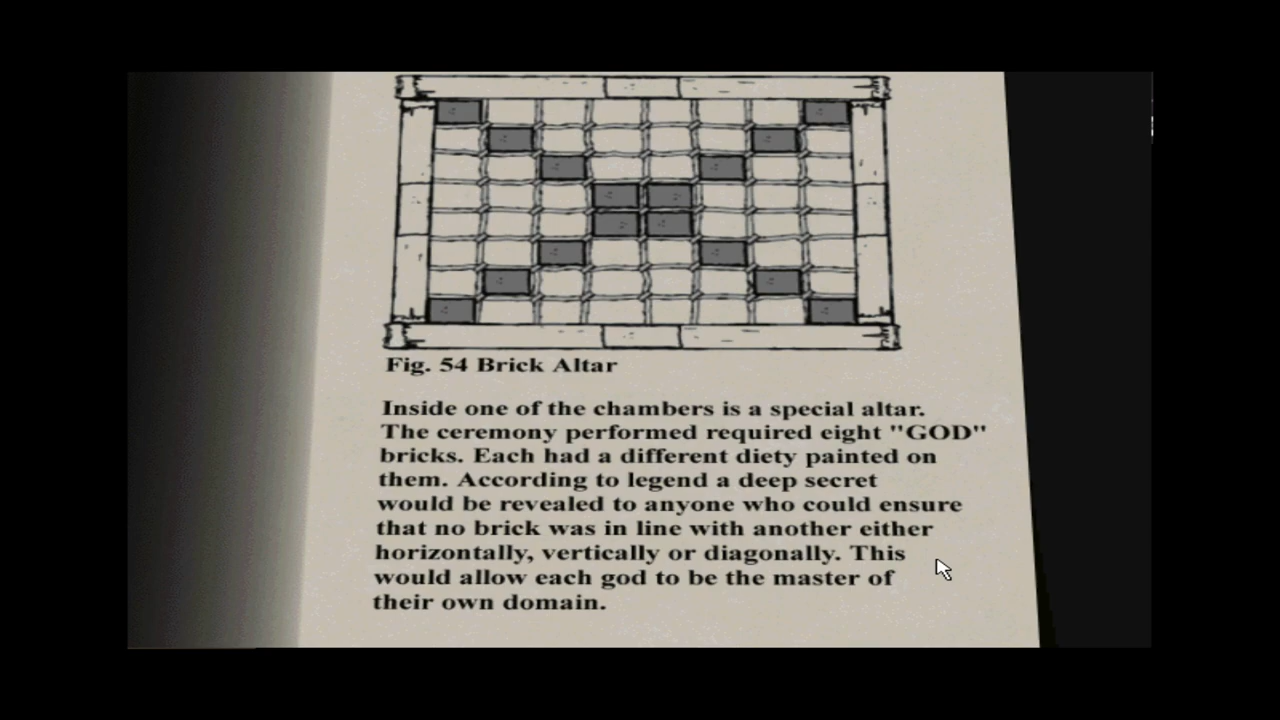 Fig. 54 Brick Altar
Inside one of the chambers is a special altar.
The ceremony performed required eight "GOD"
bricks. Each had a different diety painted on
them. According to legend a deep secret
would be revealed to anyone who could ensure
that no brick was in line with another either
horizontally, vertically or diagonally. This
would allow each god to be the master of
their own domain.